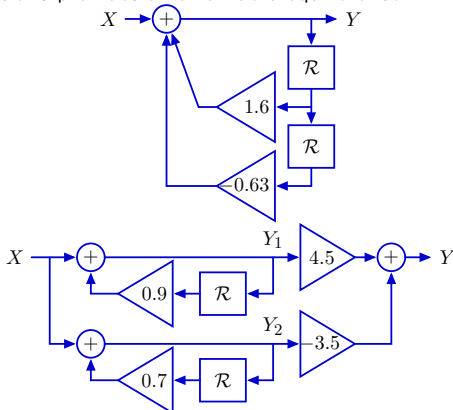 X + Y
R
1.6
R
−0.63
Y₁
X + 4.5 + Y
0.9 R
Y₂
+ −3.5
0.7 R